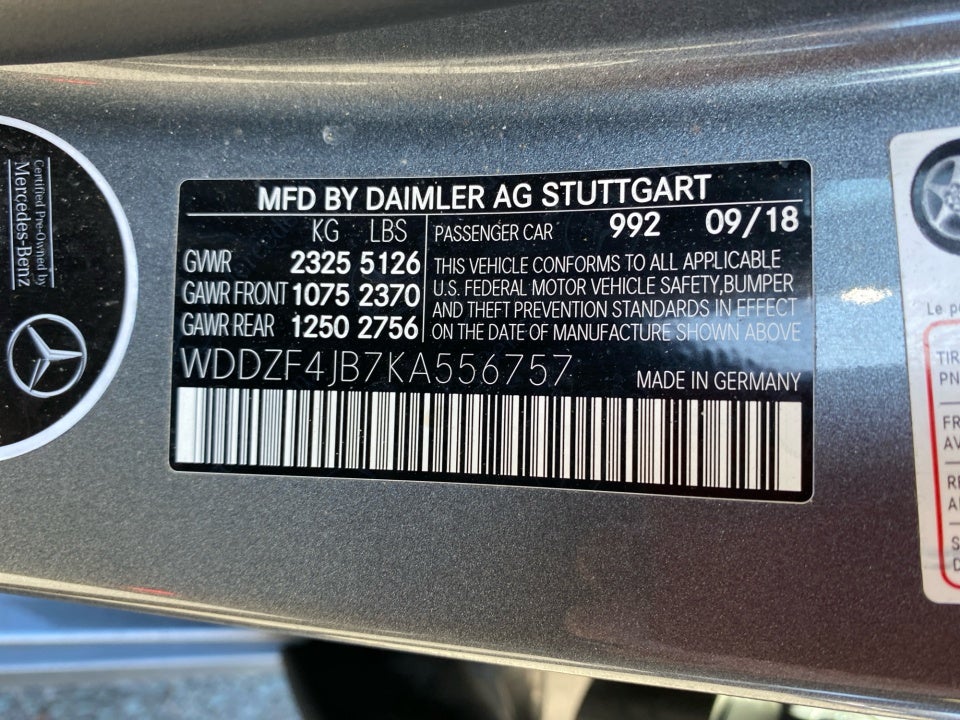 Certified Pre-Owned by
Mercedes-Benz
MFD BY DAIMLER AG STUTTGART
KG LBS
GVWR 2325 5126
GAWR FRONT 1075 2370
GAWR REAR 1250 2756
PASSENGER CAR 992 09/18
THIS VEHICLE CONFORMS TO ALL APPLICABLE
U.S. FEDERAL MOTOR VEHICLE SAFETY,BUMPER
AND THEFT PREVENTION STANDARDS IN EFFECT
ON THE DATE OF MANUFACTURE SHOWN ABOVE
WDDZF4JB7KA556757
MADE IN GERMANY
Le